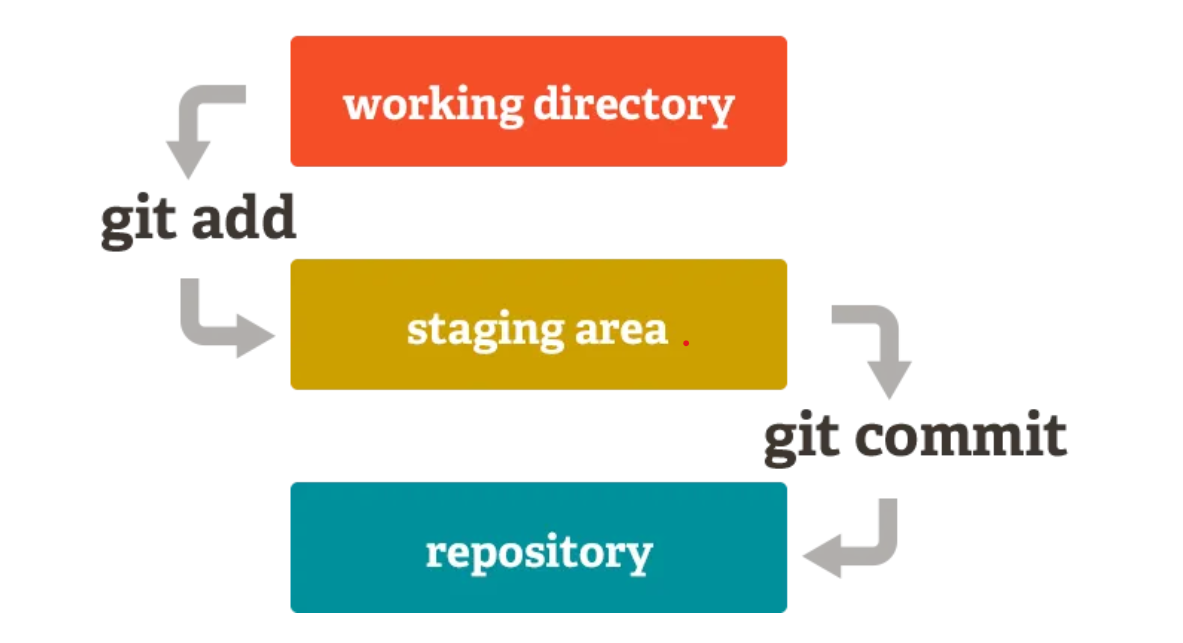 working directory
git add
staging area
git commit
repository